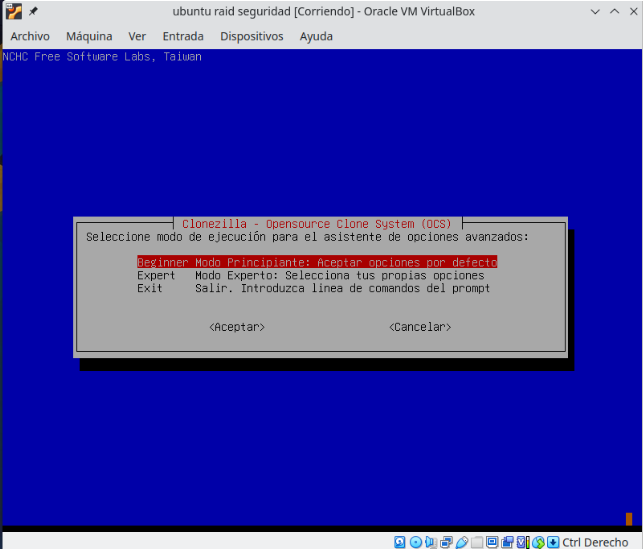 ubuntu raid seguridad [Corriendo] - Oracle VM VirtualBox
Archivo Máquina Ver Entrada Dispositivos Ayuda
NCHC Free Software Labs, Taiwan
Clonezilla - Opensource Clone System (OCS)
Seleccione modo de ejecución para el asistente de opciones avanzados:
Beginner Modo Principiante: Aceptar opciones por defecto
Expert Modo Experto: Selecciona tus propias opciones
Exit Salir. Introduzca linea de comandos del prompt
<Aceptar> <Cancelar>
Ctrl Derecho